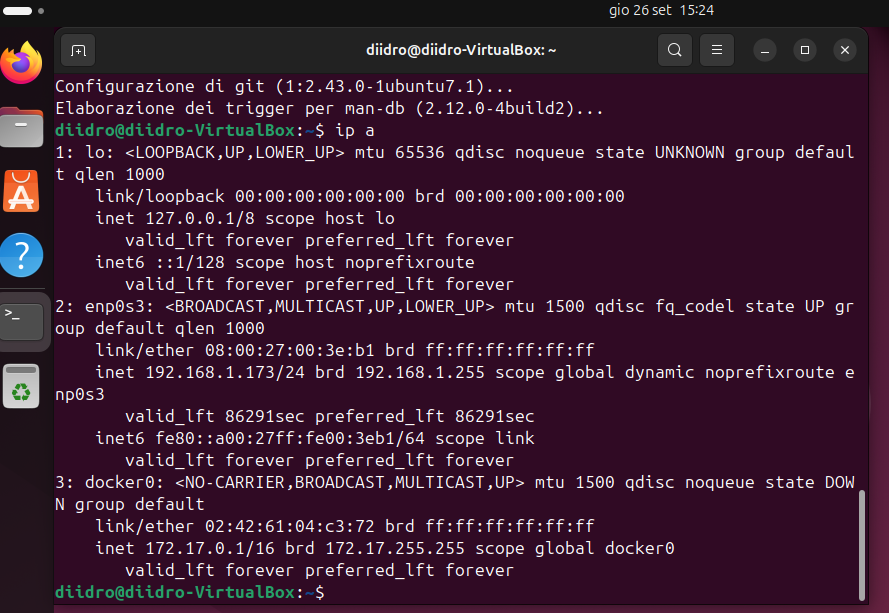 gio 26 set 15:24
diidro@diidro-VirtualBox: ~
Configurazione di git (1:2.43.0-1ubuntu7.1)...
Elaborazione dei trigger per man-db (2.12.0-4build2)...
diidro@diidro-VirtualBox:~$ ip a
1: lo: <LOOPBACK,UP,LOWER_UP> mtu 65536 qdisc noqueue state UNKNOWN group defaul
t qlen 1000
    link/loopback 00:00:00:00:00:00 brd 00:00:00:00:00:00
    inet 127.0.0.1/8 scope host lo
       valid_lft forever preferred_lft forever
    inet6 ::1/128 scope host noprefixroute
       valid_lft forever preferred_lft forever
2: enp0s3: <BROADCAST,MULTICAST,UP,LOWER_UP> mtu 1500 qdisc fq_codel state UP gr
oup default qlen 1000
    link/ether 08:00:27:00:3e:b1 brd ff:ff:ff:ff:ff:ff
    inet 192.168.1.173/24 brd 192.168.1.255 scope global dynamic noprefixroute e
np0s3
       valid_lft 86291sec preferred_lft 86291sec
    inet6 fe80::a00:27ff:fe00:3eb1/64 scope link
       valid_lft forever preferred_lft forever
3: docker0: <NO-CARRIER,BROADCAST,MULTICAST,UP> mtu 1500 qdisc noqueue state DOW
N group default
    link/ether 02:42:61:04:c3:72 brd ff:ff:ff:ff:ff:ff
    inet 172.17.0.1/16 brd 172.17.255.255 scope global docker0
       valid_lft forever preferred_lft forever
diidro@diidro-VirtualBox:~$